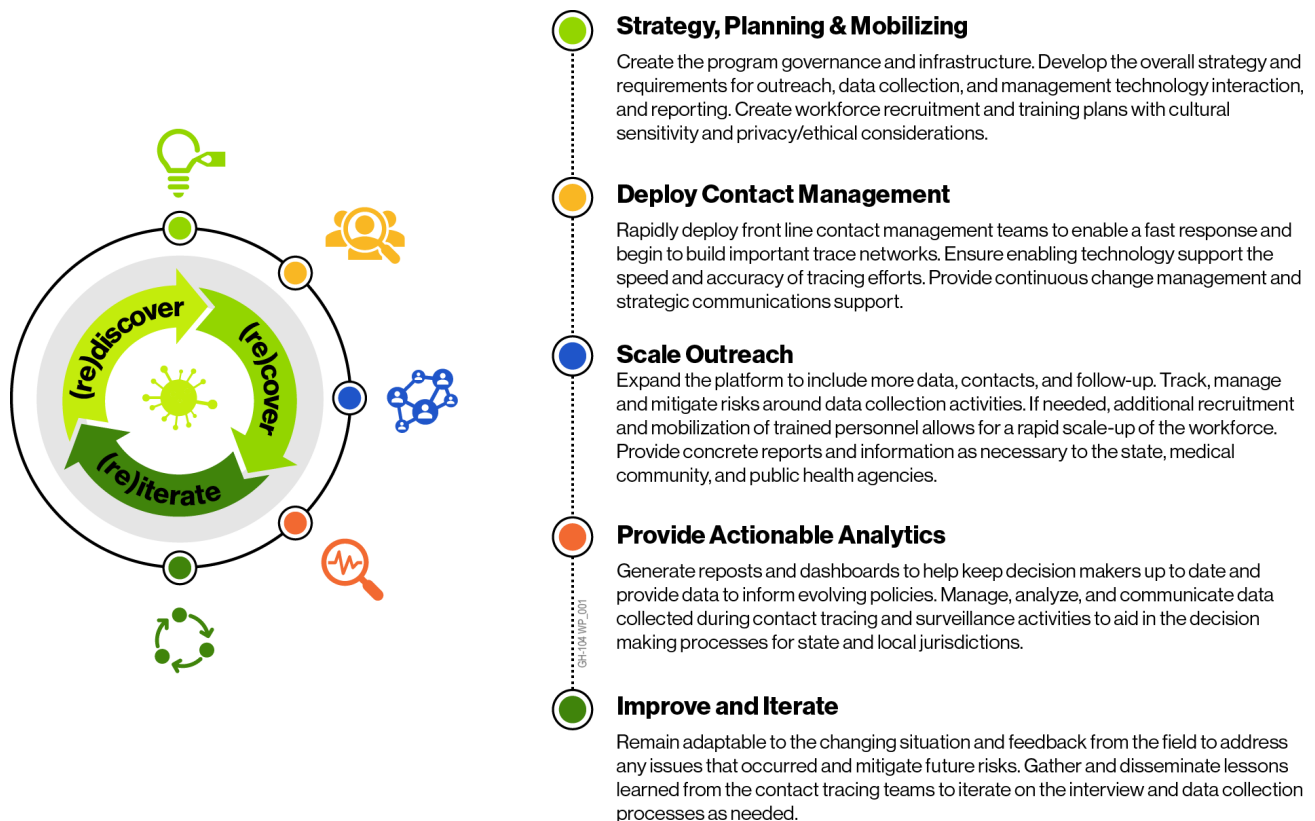 (re)discover
(re)cover
(re)iterate
Strategy, Planning & Mobilizing
Create the program governance and infrastructure. Develop the overall strategy and
requirements for outreach, data collection, and management technology interaction,
and reporting. Create workforce recruitment and training plans with cultural
sensitivity and privacy/ethical considerations.
Deploy Contact Management
Rapidly deploy front line contact management teams to enable a fast response and
begin to build important trace networks. Ensure enabling technology support the
speed and accuracy of tracing efforts. Provide continuous change management and
strategic communications support.
Scale Outreach
Expand the platform to include more data, contacts, and follow-up. Track, manage
and mitigate risks around data collection activities. If needed, additional recruitment
and mobilization of trained personnel allows for a rapid scale-up of the workforce.
Provide concrete reports and information as necessary to the state, medical
community, and public health agencies.
Provide Actionable Analytics
Generate reposts and dashboards to help keep decision makers up to date and
provide data to inform evolving policies. Manage, analyze, and communicate data
collected during contact tracing and surveillance activities to aid in the decision
making processes for state and local jurisdictions.
GH-104 WP_001
Improve and Iterate
Remain adaptable to the changing situation and feedback from the field to address
any issues that occurred and mitigate future risks. Gather and disseminate lessons
learned from the contact tracing teams to iterate on the interview and data collection
processes as needed.